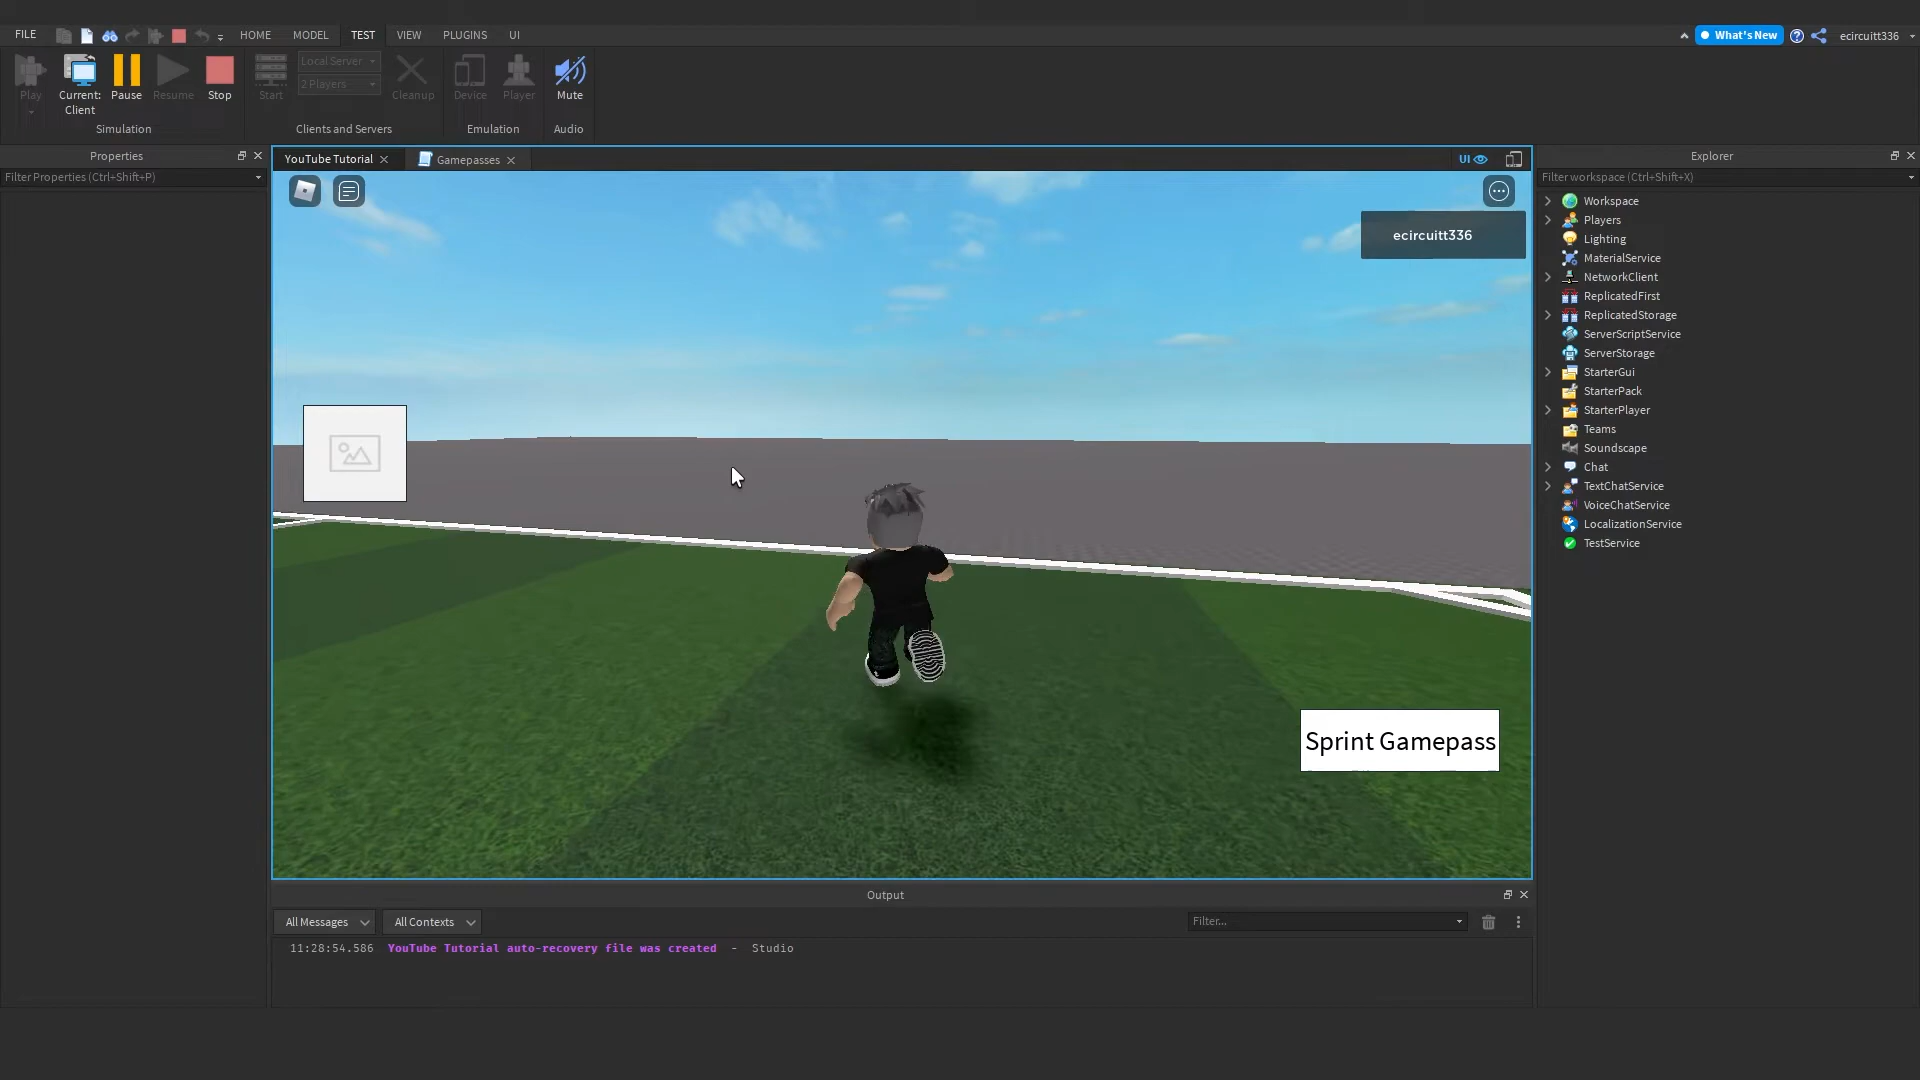 FILE HOME MODEL TEST VIEW PLUGINS UI What's New ecircuitt336
Play Current: Client Pause Resume Stop Start Local Server 2 Players Cleanup Device Player Mute
Simulation Clients and Servers Emulation Audio
Properties
Filter Properties (Ctrl+Shift+P)
YouTube Tutorial Gamepasses UI
ecircuitt336
Sprint Gamepass
Explorer
Filter workspace (Ctrl+Shift+X)
Workspace
Players
Lighting
MaterialService
NetworkClient
ReplicatedFirst
ReplicatedStorage
ServerScriptService
ServerStorage
StarterGui
StarterPack
StarterPlayer
Teams
Soundscape
Chat
TextChatService
VoiceChatService
LocalizationService
TestService
Output
All Messages All Contexts Filter...
11:28:54.586 YouTube Tutorial auto-recovery file was created - Studio